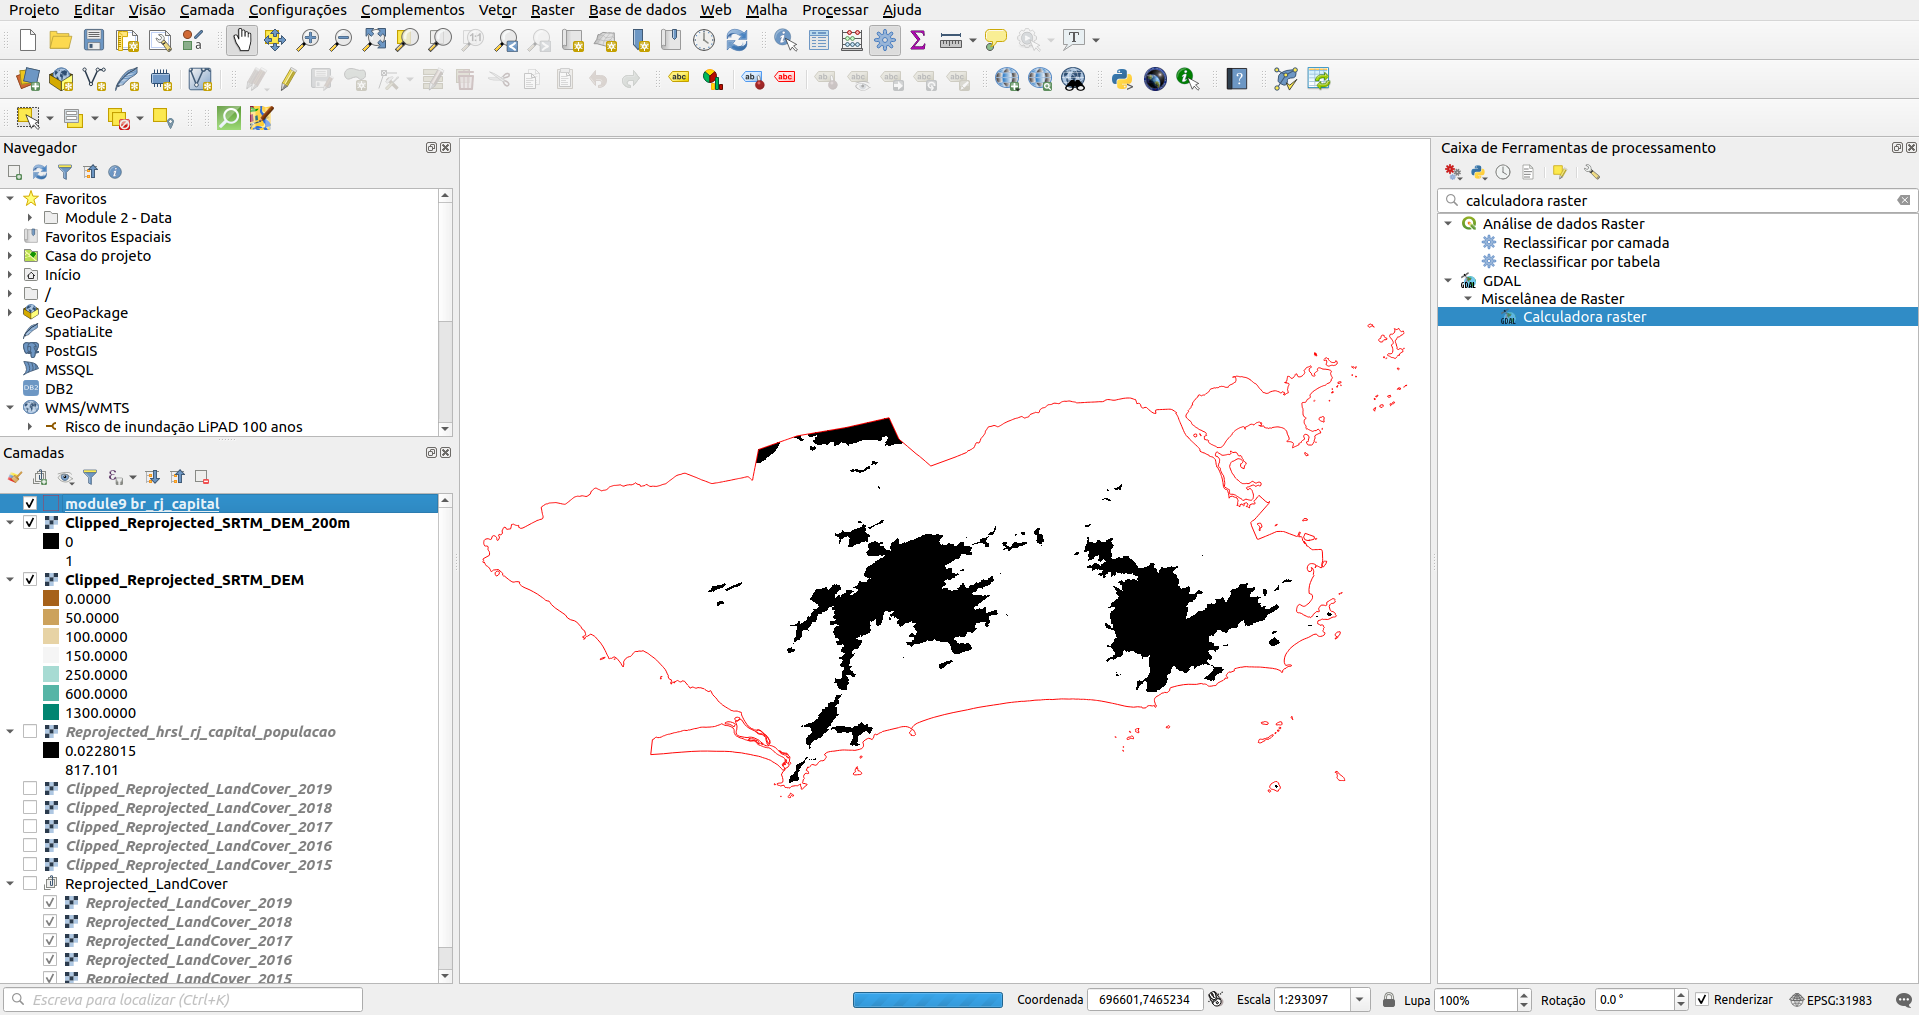 Projeto Editar Visão Camada Configurações Complementos Vetor Raster Base de dados Web Malha Processar Ajuda
Navegador
Favoritos
Module 2 - Data
Favoritos Espaciais
Casa do projeto
Início
/
GeoPackage
SpatiaLite
PostGIS
MSSQL
DB2
WMS/WMTS
Risco de inundação LiPAD 100 anos
Camadas
module9 br_rj_capital
Clipped_Reprojected_SRTM_DEM_200m
0
1
Clipped_Reprojected_SRTM_DEM
0.0000
50.0000
100.0000
150.0000
250.0000
600.0000
1300.0000
Reprojected_hrsl_rj_capital_populacao
0.0228015
817.101
Clipped_Reprojected_LandCover_2019
Clipped_Reprojected_LandCover_2018
Clipped_Reprojected_LandCover_2017
Clipped_Reprojected_LandCover_2016
Clipped_Reprojected_LandCover_2015
Reprojected_LandCover
Reprojected_LandCover_2019
Reprojected_LandCover_2018
Reprojected_LandCover_2017
Reprojected_LandCover_2016
Reprojected_LandCover_2015
Caixa de Ferramentas de processamento
calculadora raster
Análise de dados Raster
Reclassificar por camada
Reclassificar por tabela
GDAL
Miscelânea de Raster
Calculadora raster
Escreva para localizar (Ctrl+K)
Coordenada 696601,7465234 Escala 1:293097 Lupa 100% Rotação 0.0 ° Renderizar EPSG:31983